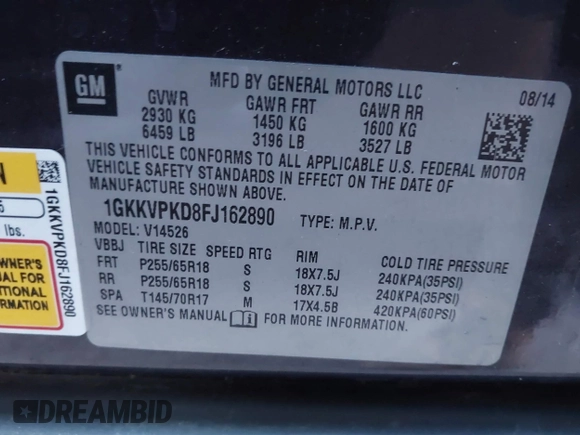 GM
MFD BY GENERAL MOTORS LLC
08/14
GVWR GAWR FRT GAWR RR
2930 KG 1450 KG 1600 KG
6459 LB 3196 LB 3527 LB
THIS VEHICLE CONFORMS TO ALL APPLICABLE U.S. FEDERAL MOTOR
VEHICLE SAFETY STANDARDS IN EFFECT ON THE DATE OF
MANUFACTURE SHOWN ABOVE.
1GKKVPKD8FJ162890 TYPE: M.P.V.
MODEL: V14526
VBBJ TIRE SIZE SPEED RTG RIM COLD TIRE PRESSURE
FRT P255/65R18 S 18X7.5J 240KPA(35PSI)
RR P255/65R18 S 18X7.5J 240KPA(35PSI)
SPA T145/70R17 M 17X4.5B 420KPA(60PSI)
SEE OWNER'S MANUAL i FOR MORE INFORMATION.
1GKKVPKD8FJ162890
N
5
lbs.
OWNER'S
FOR
DREAMBID